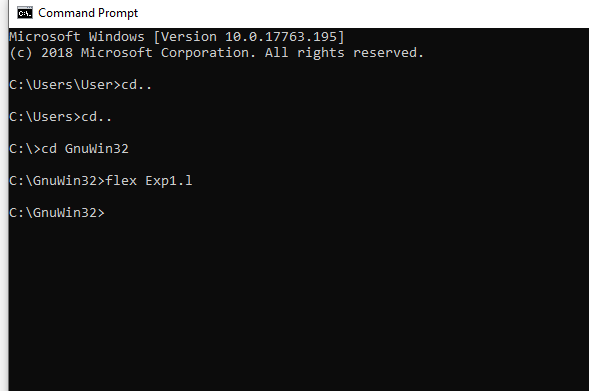 Command Prompt
Microsoft Windows [Version 10.0.17763.195]
(c) 2018 Microsoft Corporation. All rights reserved.
C:\Users\User>cd..
C:\Users>cd..
C:\>cd GnuWin32
C:\GnuWin32>flex Exp1.l
C:\GnuWin32>